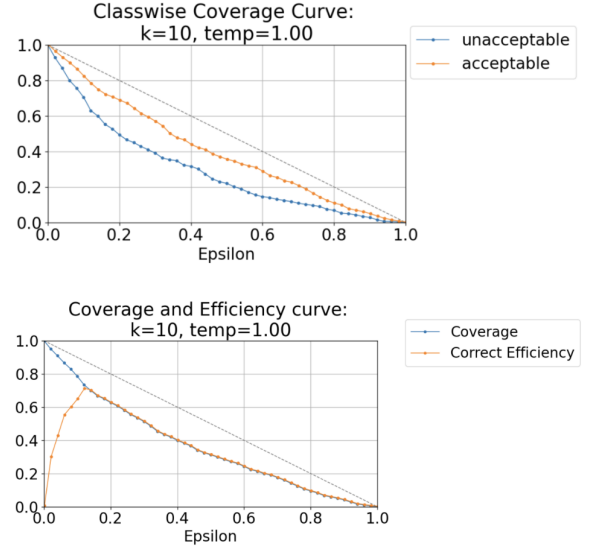 Classwise Coverage Curve:
k=10, temp=1.00
unacceptable
acceptable
1.0
0.8
0.6
0.4
0.2
0.0
0.0 0.2 0.4 0.6 0.8 1.0
Epsilon
Coverage and Efficiency curve:
k=10, temp=1.00
Coverage
Correct Efficiency
1.0
0.8
0.6
0.4
0.2
0.0
0.0 0.2 0.4 0.6 0.8 1.0
Epsilon